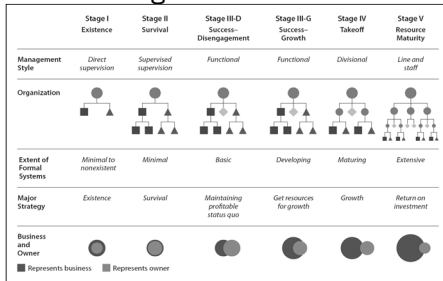 Stage I Stage II Stage III-D Stage III-G Stage IV Stage V
Existence Survival Success– Success– Takeoff Resource
Disengagement Growth Maturity
Management Direct Supervised Functional Functional Divisional Line and
Style supervision supervision staff
Organization
Extent of Minimal to Minimal Basic Developing Maturing Extensive
Formal nonexistent
Systems
Major Existence Survival Maintaining Get resources Growth Return on
Strategy profitable for growth investment
status quo
Business
and
Owner
Represents business Represents owner